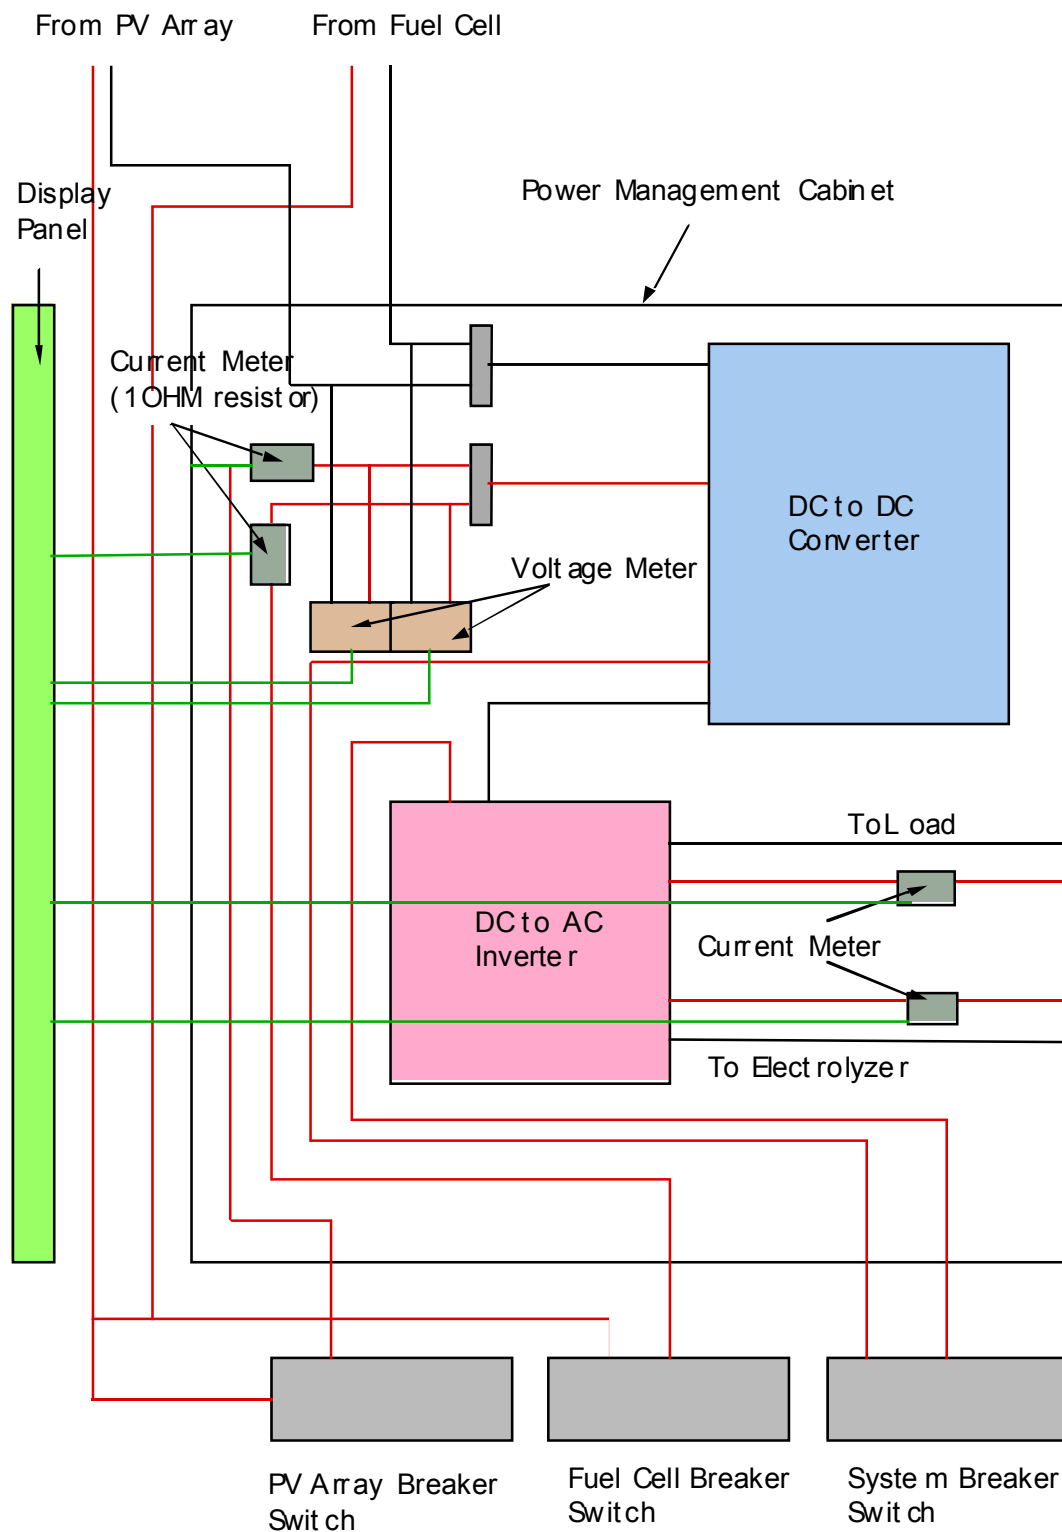 From PV Array
From Fuel Cell
Display
Panel
Power Management Cabinet
Current Meter
(1OHM resistor)
DC to DC
Converter
Voltage Meter
To Load
DC to AC
Inverter
Current Meter
To Electrolyzer
PV Array Breaker
Switch
Fuel Cell Breaker
Switch
System Breaker
Switch